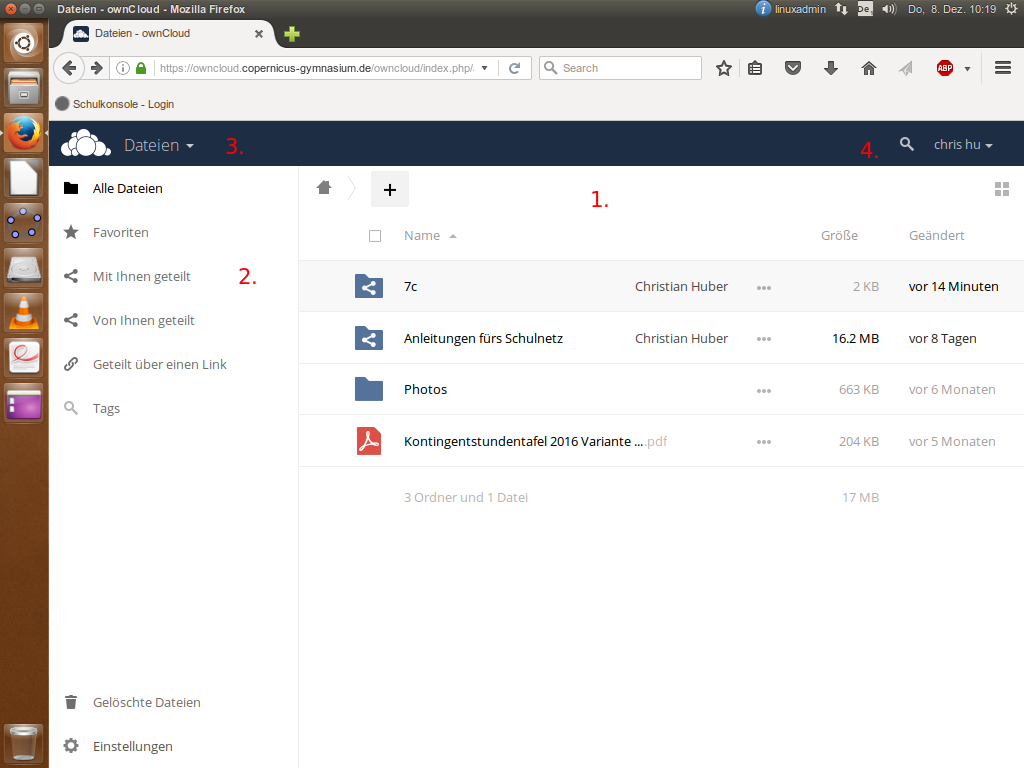 Dateien - ownCloud - Mozilla Firefox
linuxadmin De Do, 8. Dez. 10:19
Dateien - ownCloud
https://owncloud.copernicus-gymnasium.de/owncloud/index.php/
Search
ABP
Schulkonsole - Login
Dateien
3.
4.
chris hu
Alle Dateien
Favoriten
Mit Ihnen geteilt
2.
Von Ihnen geteilt
Geteilt über einen Link
Tags
Gelöschte Dateien
Einstellungen
+
1.
Name Größe Geändert
7c Christian Huber ••• 2 KB vor 14 Minuten
Anleitungen fürs Schulnetz Christian Huber ••• 16.2 MB vor 8 Tagen
Photos ••• 663 KB vor 6 Monaten
Kontingentstundentafel 2016 Variante ....pdf ••• 204 KB vor 5 Monaten
3 Ordner und 1 Datei 17 MB